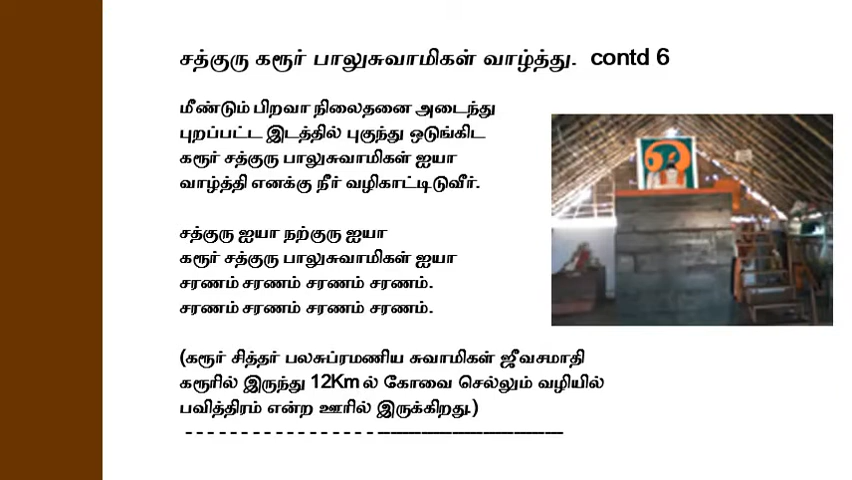 சத்குரு கரூர் பாலுசுவாமிகள் வாழ்த்து. contd 6
மீண்டும் பிறவா நிலைதனை அடைந்து
புறப்பட்ட இடத்தில் புகுந்து ஒடுங்கிட
கரூர் சத்குரு பாலுசுவாமிகள் ஐயா
வாழ்த்தி எனக்கு நீர் வழிகாட்டிடுவீர்.
சத்குரு ஐயா நற்குரு ஐயா
கரூர் சத்குரு பாலுசுவாமிகள் ஐயா
சரணம் சரணம் சரணம் சரணம்.
சரணம் சரணம் சரணம் சரணம்.
(கரூர் சித்தர் பலசுப்ரமணிய சுவாமிகள் ஜீவசமாதி
கரூரில் இருந்து 12Km ல் கோவை செல்லும் வழியில்
பவித்திரம் என்ற ஊரில் இருக்கிறது.)